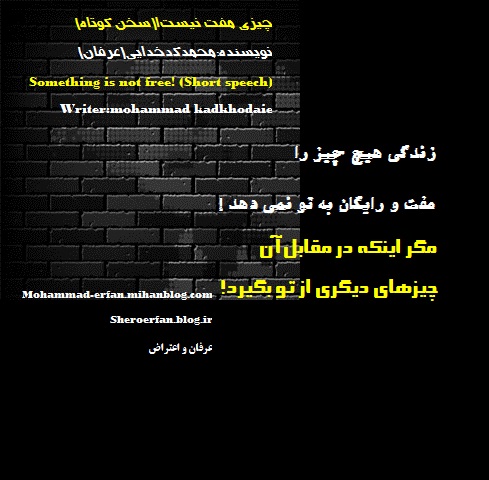 چیزی مفت نیست!(سخن کوتاه)
نویسنده:محمدکدخدایی(عرفان)
Something is not free! (Short speech)
Writer:mohammad kadkhodaie
زندگی هیچ چیز را
مفت و رایگان به تو نمی دهد !
مگر اینکه در مقابل آن
چیزهای دیگری از تو بگیرد!
Mohammad-erfan.mihanblog.com
Sheroerfan.blog.ir
عرفان و اعتراض